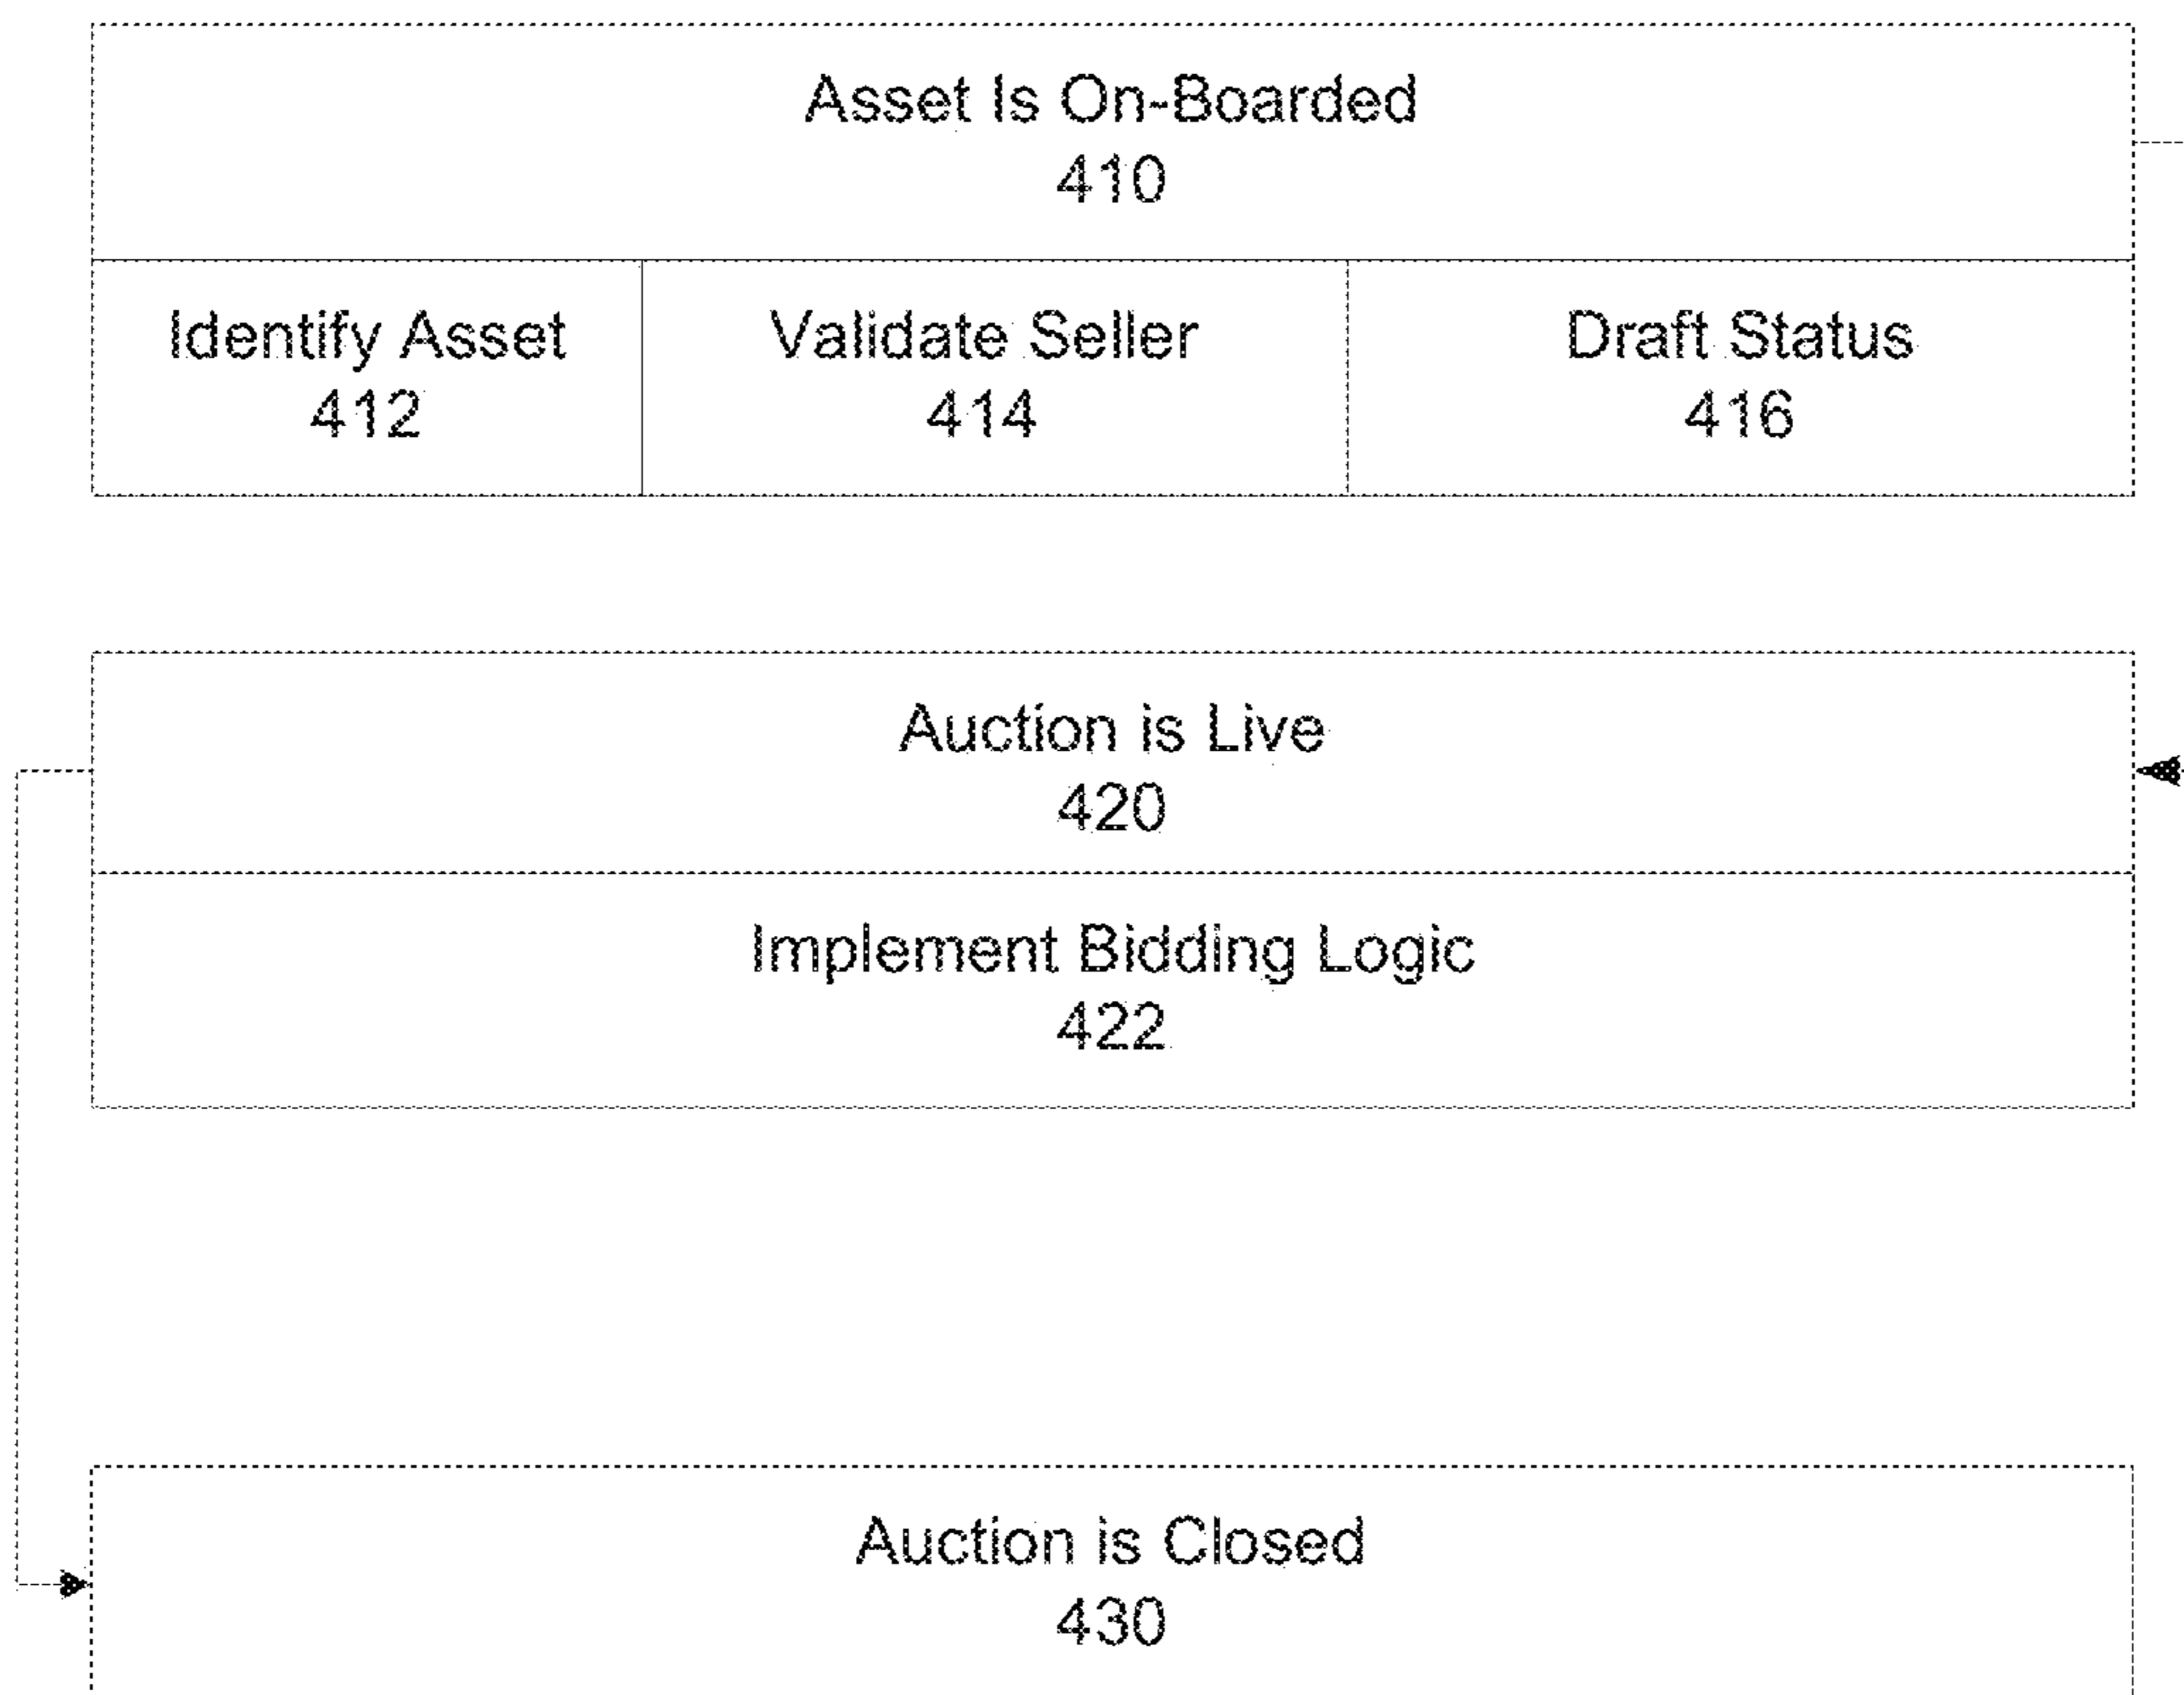 Asset Is On-Boarded
410
Identify Asset
412
Validate Seller
414
Draft Status
416
Auction is Live
420
Implement Bidding Logic
422
Auction is Closed
430